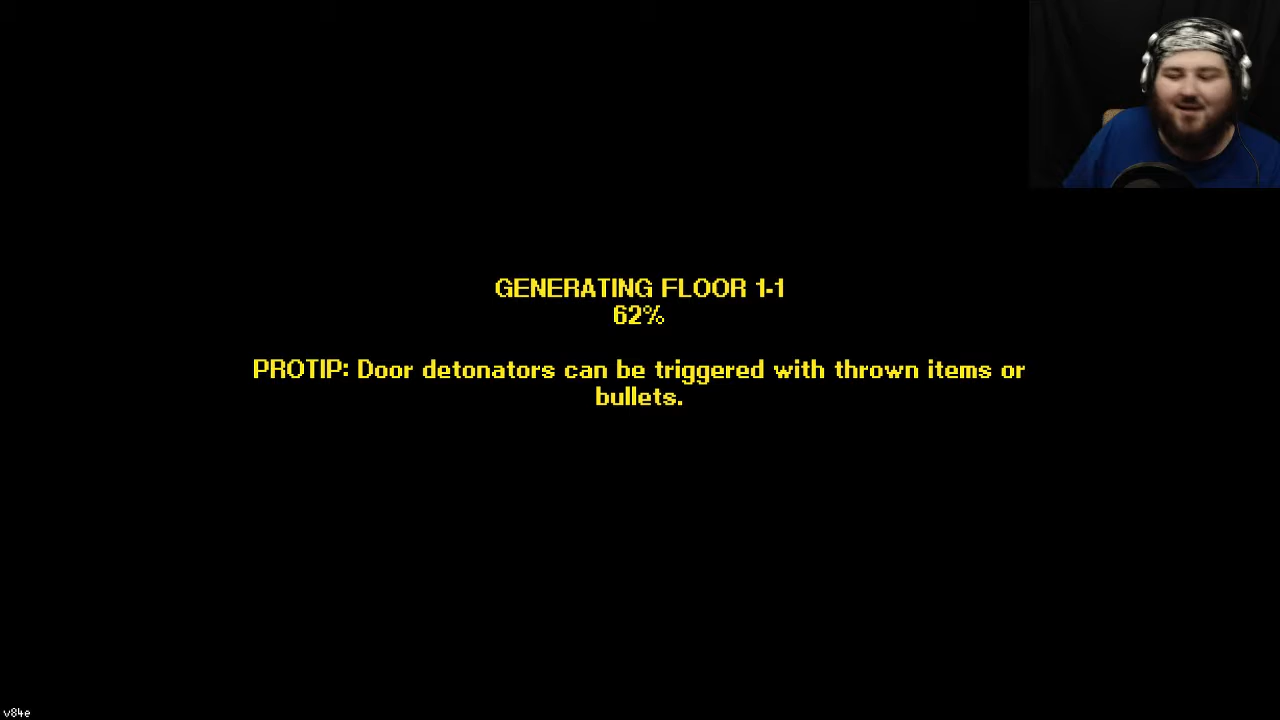 GENERATING FLOOR 1-1
62%
PROTIP: Door detonators can be triggered with thrown items or
bullets.
v84e